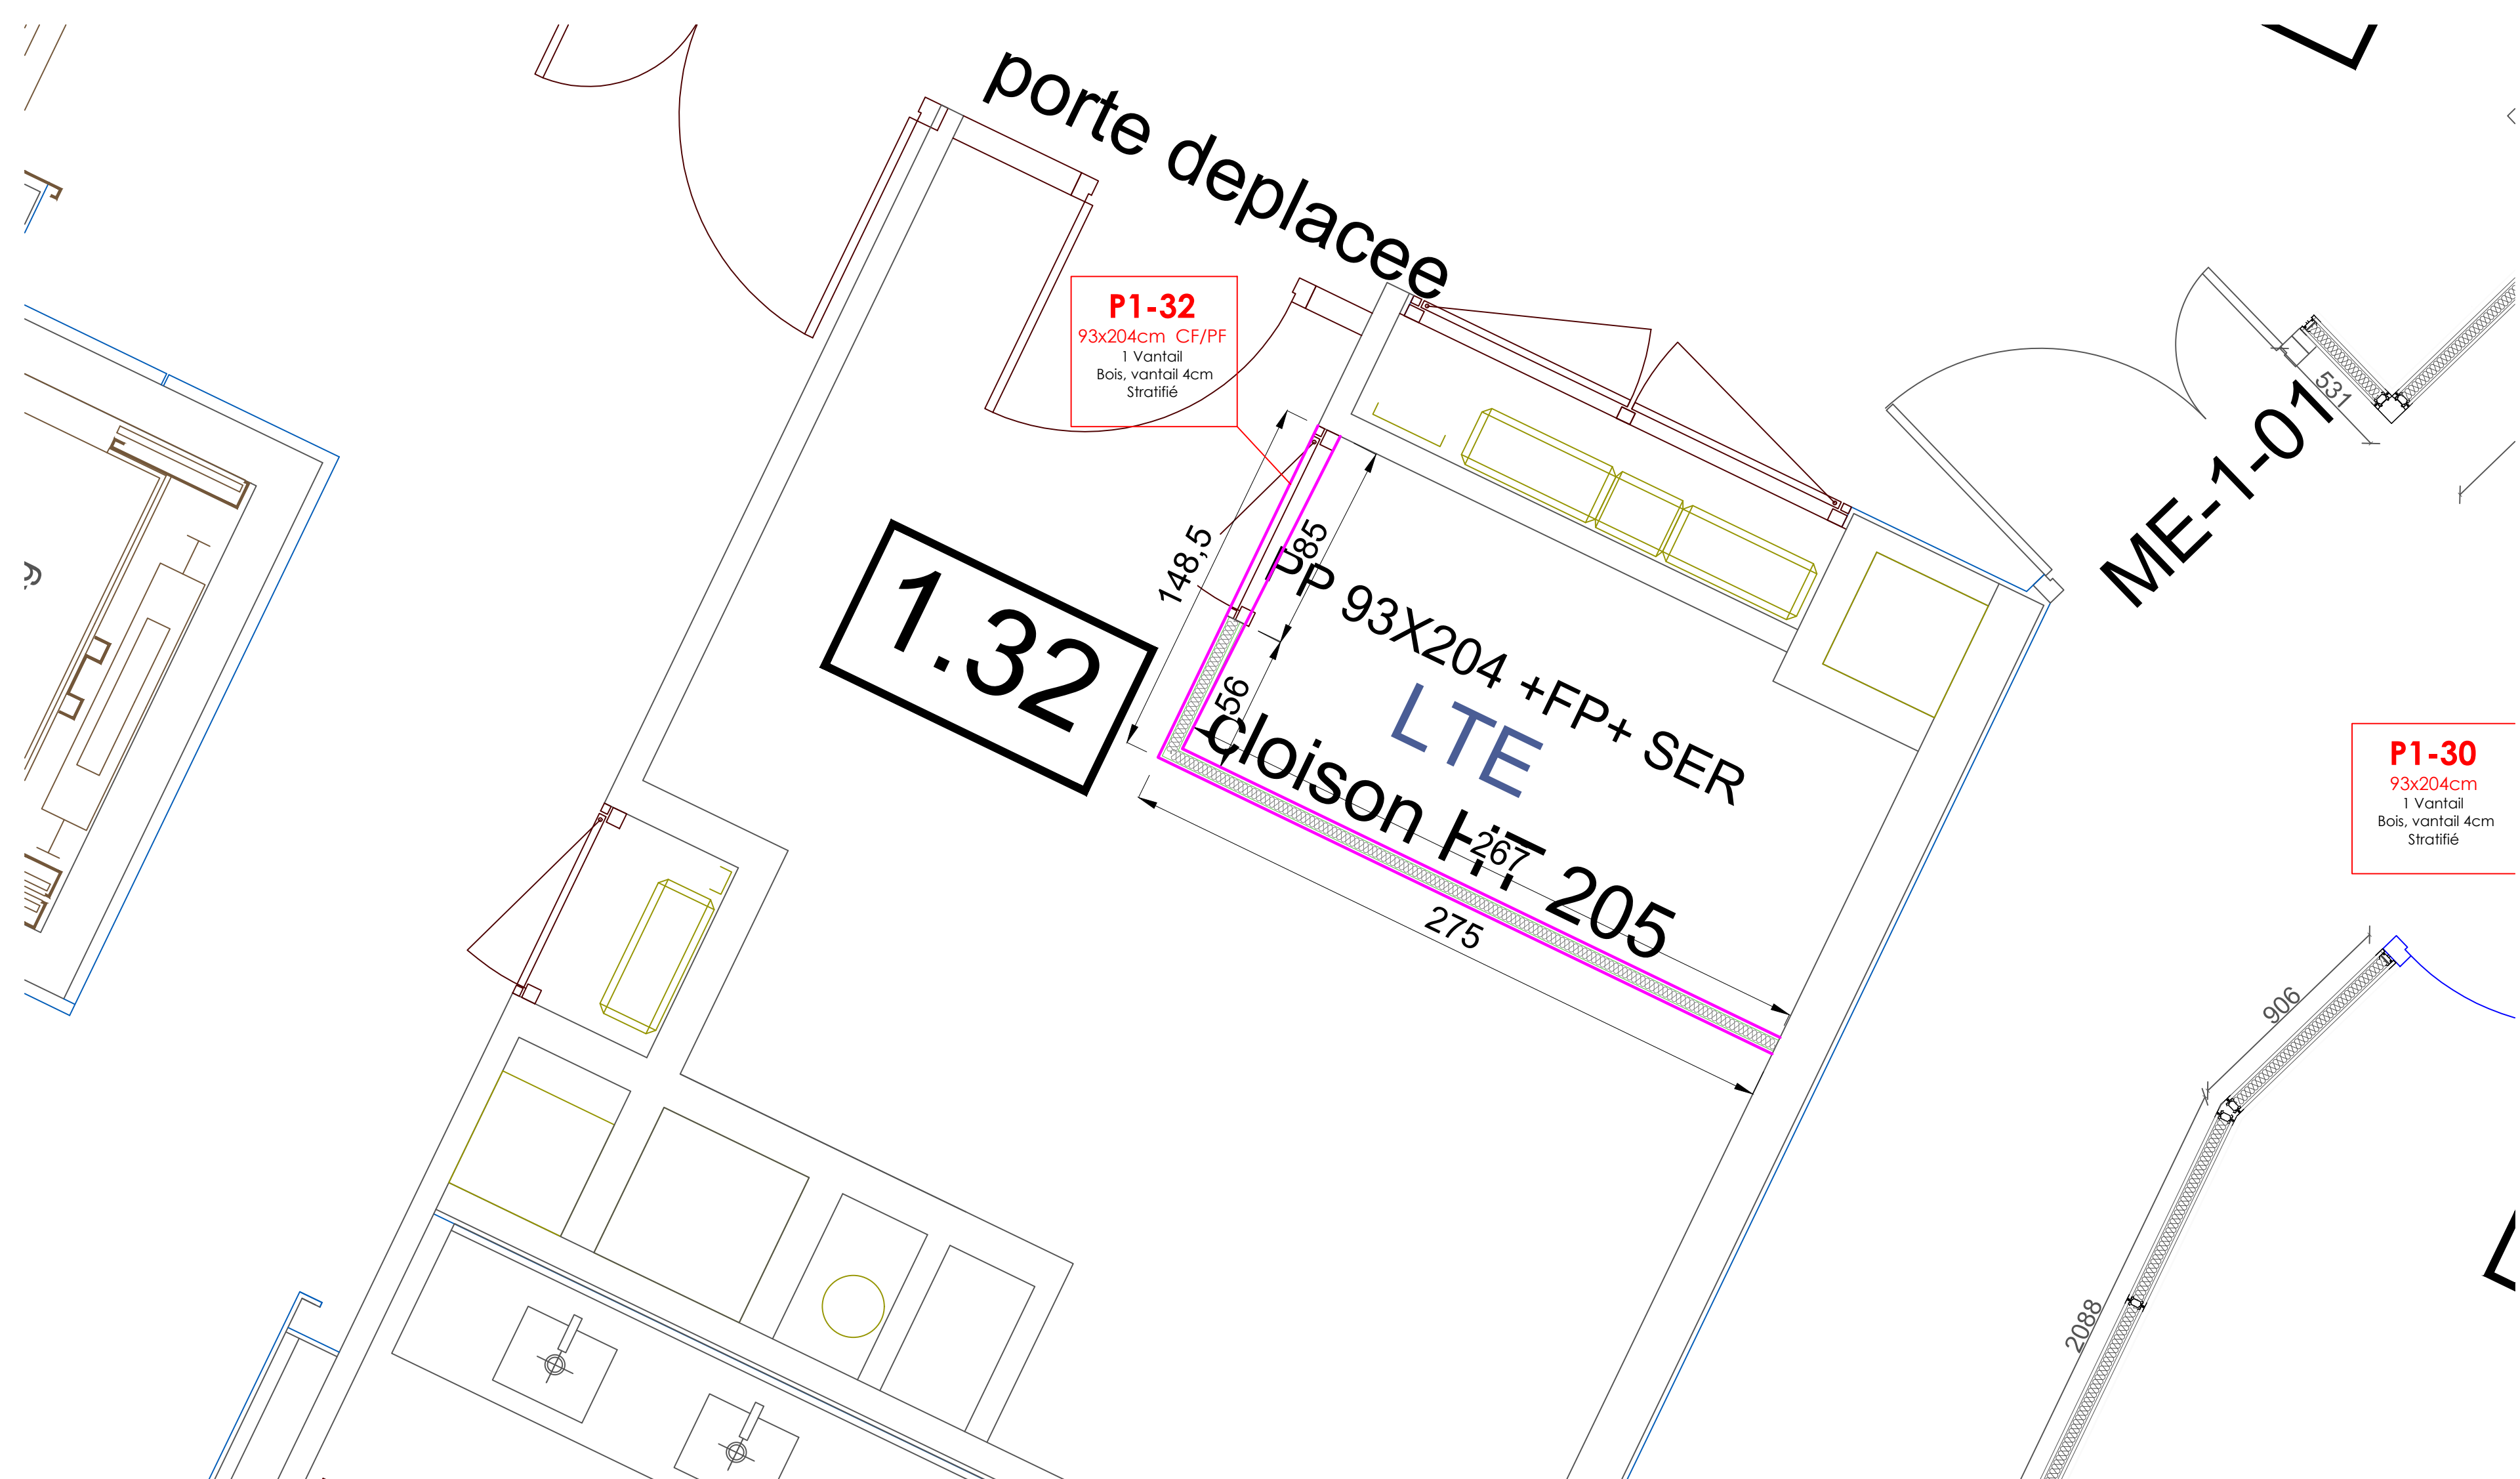 porte deplacee
P1-32
93x204cm CF/PF
1 Vantail
Bois, vantail 4cm
Stratifié
531
ME-1-01
148,5
85
PP 93X204 +FP+ SER
1.32
56
LTE
cloison HT 205
267
275
P1-30
93x204cm
1 Vantail
Bois, vantail 4cm
Stratifié
906
2088